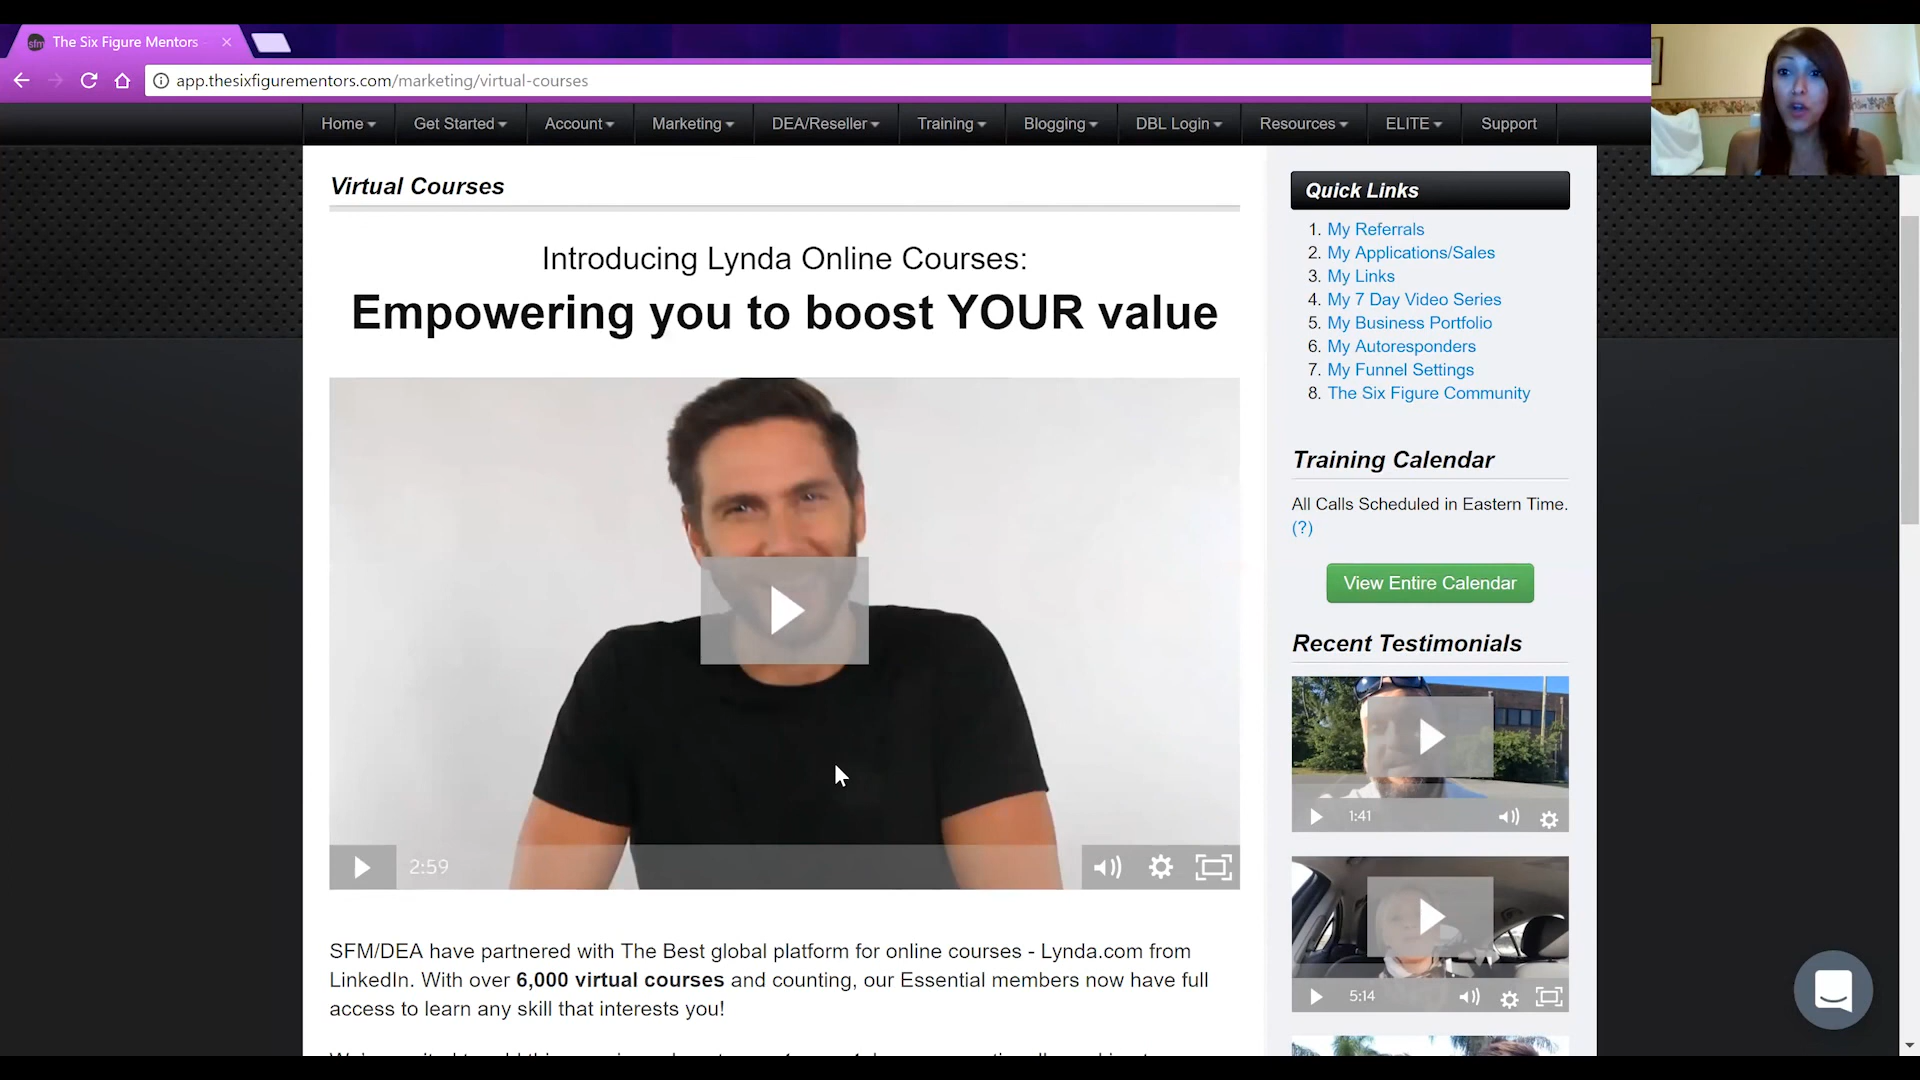 The Six Figure Mentors
app.thesixfigurementors.com/marketing/virtual-courses
Home Get Started Account Marketing DEA/Reseller Training Blogging DBL Login Resources ELITE Support
Virtual Courses
Introducing Lynda Online Courses:
Empowering you to boost YOUR value
2:59
SFM/DEA have partnered with The Best global platform for online courses - Lynda.com from
LinkedIn. With over 6,000 virtual courses and counting, our Essential members now have full
access to learn any skill that interests you!
Quick Links
1. My Referrals
2. My Applications/Sales
3. My Links
4. My 7 Day Video Series
5. My Business Portfolio
6. My Autoresponders
7. My Funnel Settings
8. The Six Figure Community
Training Calendar
All Calls Scheduled in Eastern Time.
(?)
View Entire Calendar
Recent Testimonials
1:41
5:14